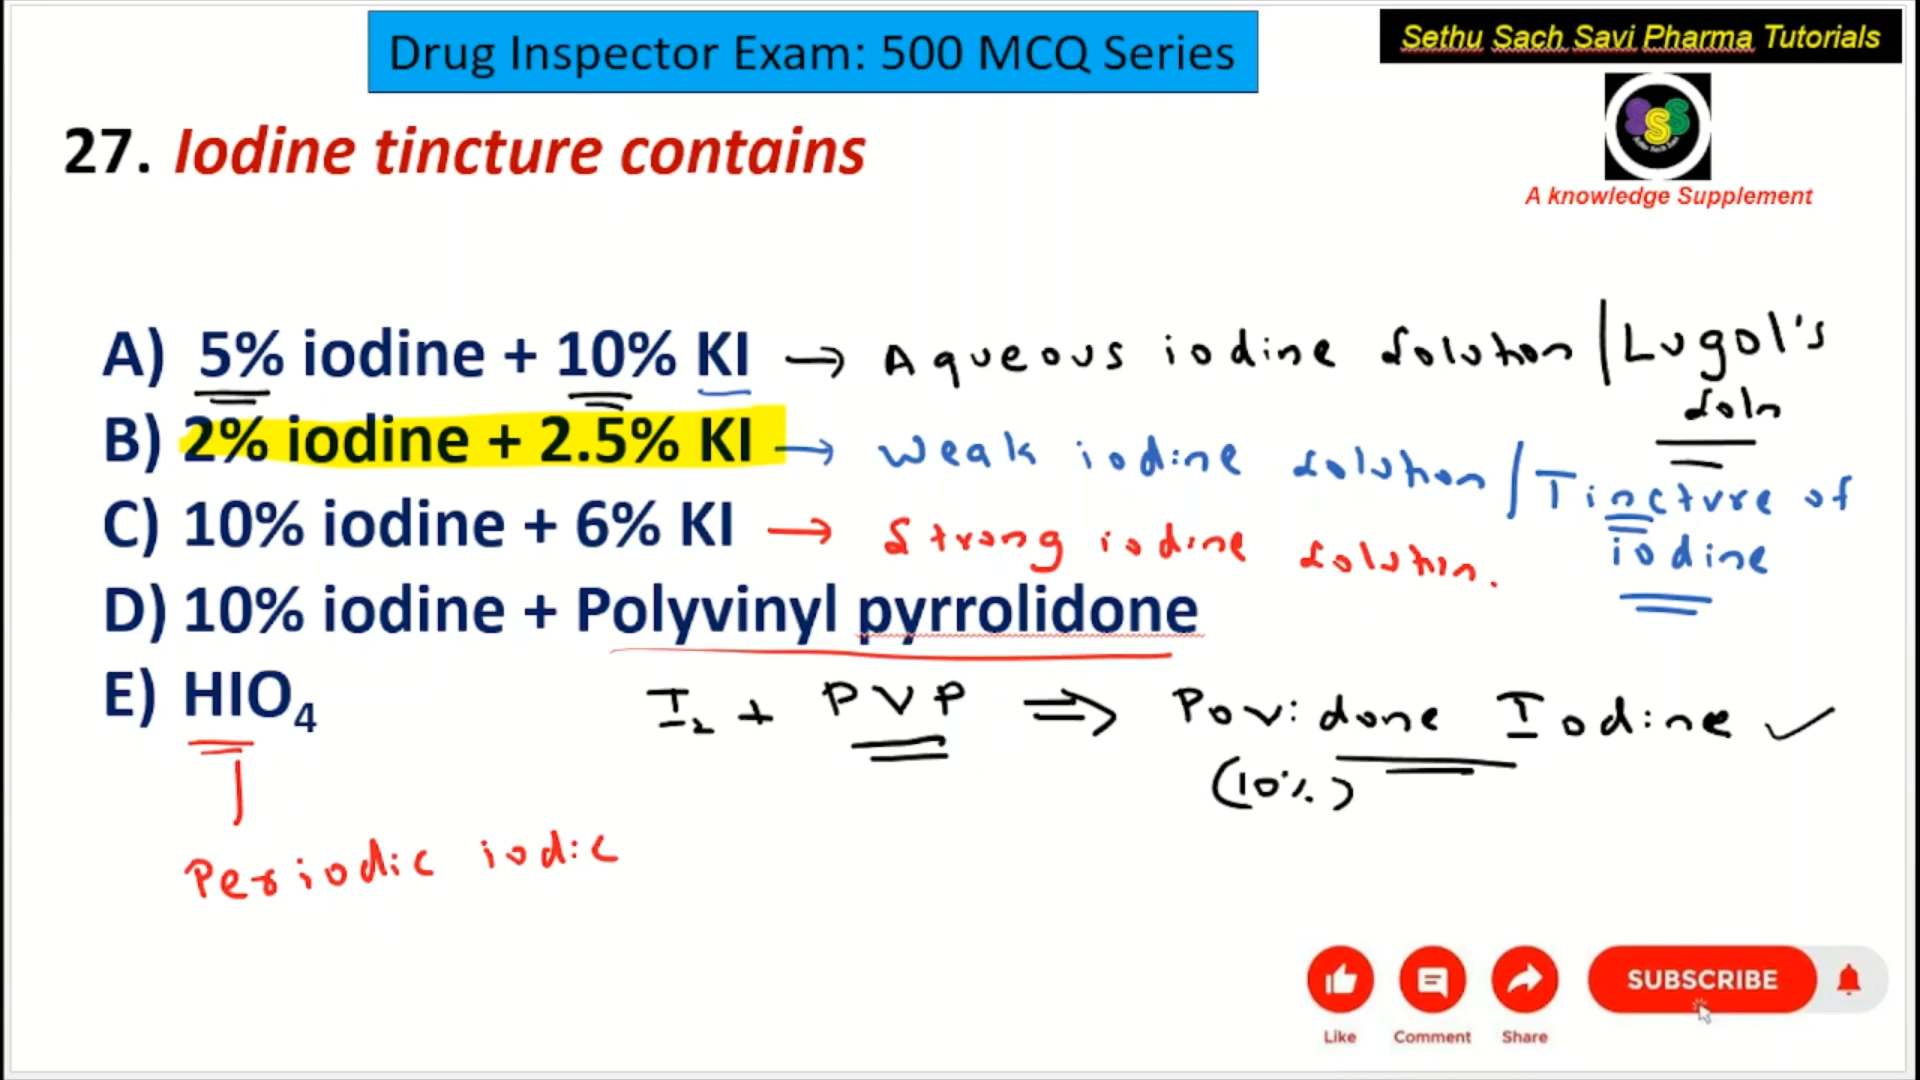 Drug Inspector Exam: 500 MCQ Series
Sethu Sach Savi Pharma Tutorials
SSS
A knowledge Supplement
27. Iodine tincture contains
A) 5% iodine + 10% KI → Aqueous iodine solution / Lugol's
soln
B) 2% iodine + 2.5% KI → Weak iodine solution / Tincture of
iodine
C) 10% iodine + 6% KI → Strong iodine solution.
D) 10% iodine + Polyvinyl pyrrolidone
E) HIO₄
I₂ + PVP ⇒ Povidone Iodine ✓
(10%)
Periodic iodic
SUBSCRIBE
Like
Comment
Share